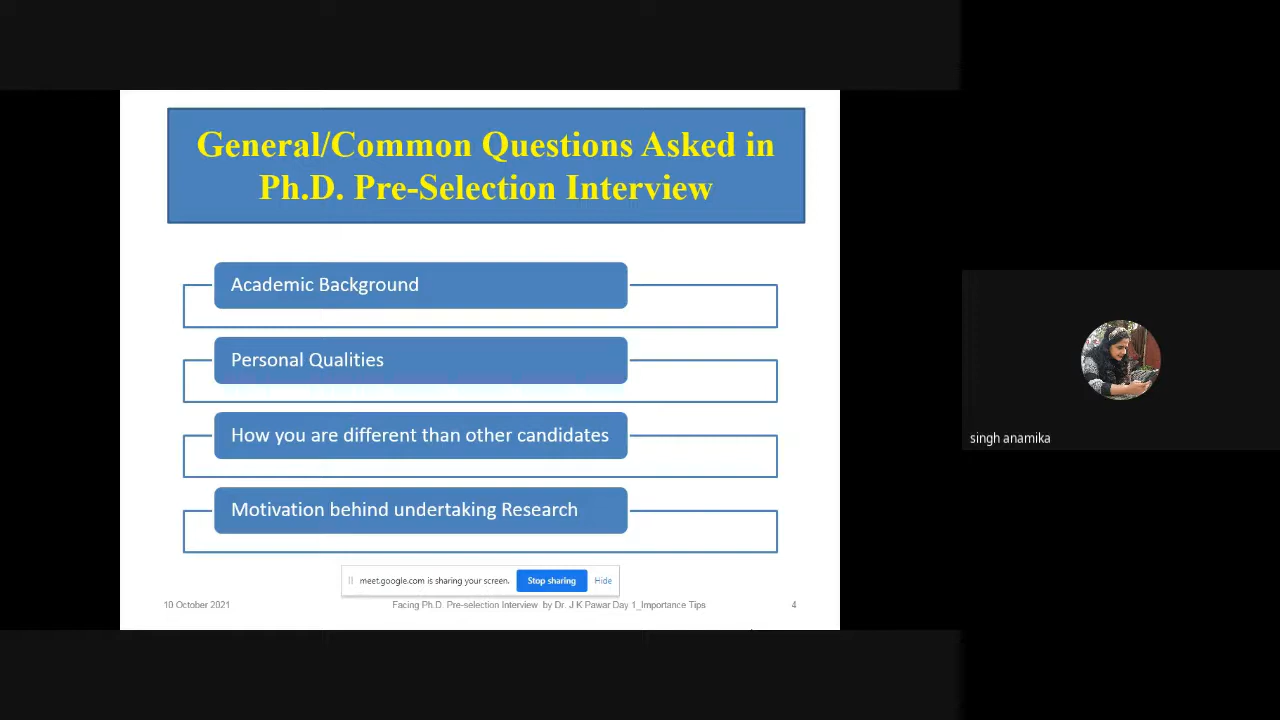 General/Common Questions Asked in
Ph.D. Pre-Selection Interview
Academic Background
Personal Qualities
How you are different than other candidates
Motivation behind undertaking Research
meet.google.com is sharing your screen. Stop sharing Hide
10 October 2021 Facing Ph.D. Pre-selection Interview by Dr. J K Pawar Day 1_Importance Tips 4
singh anamika